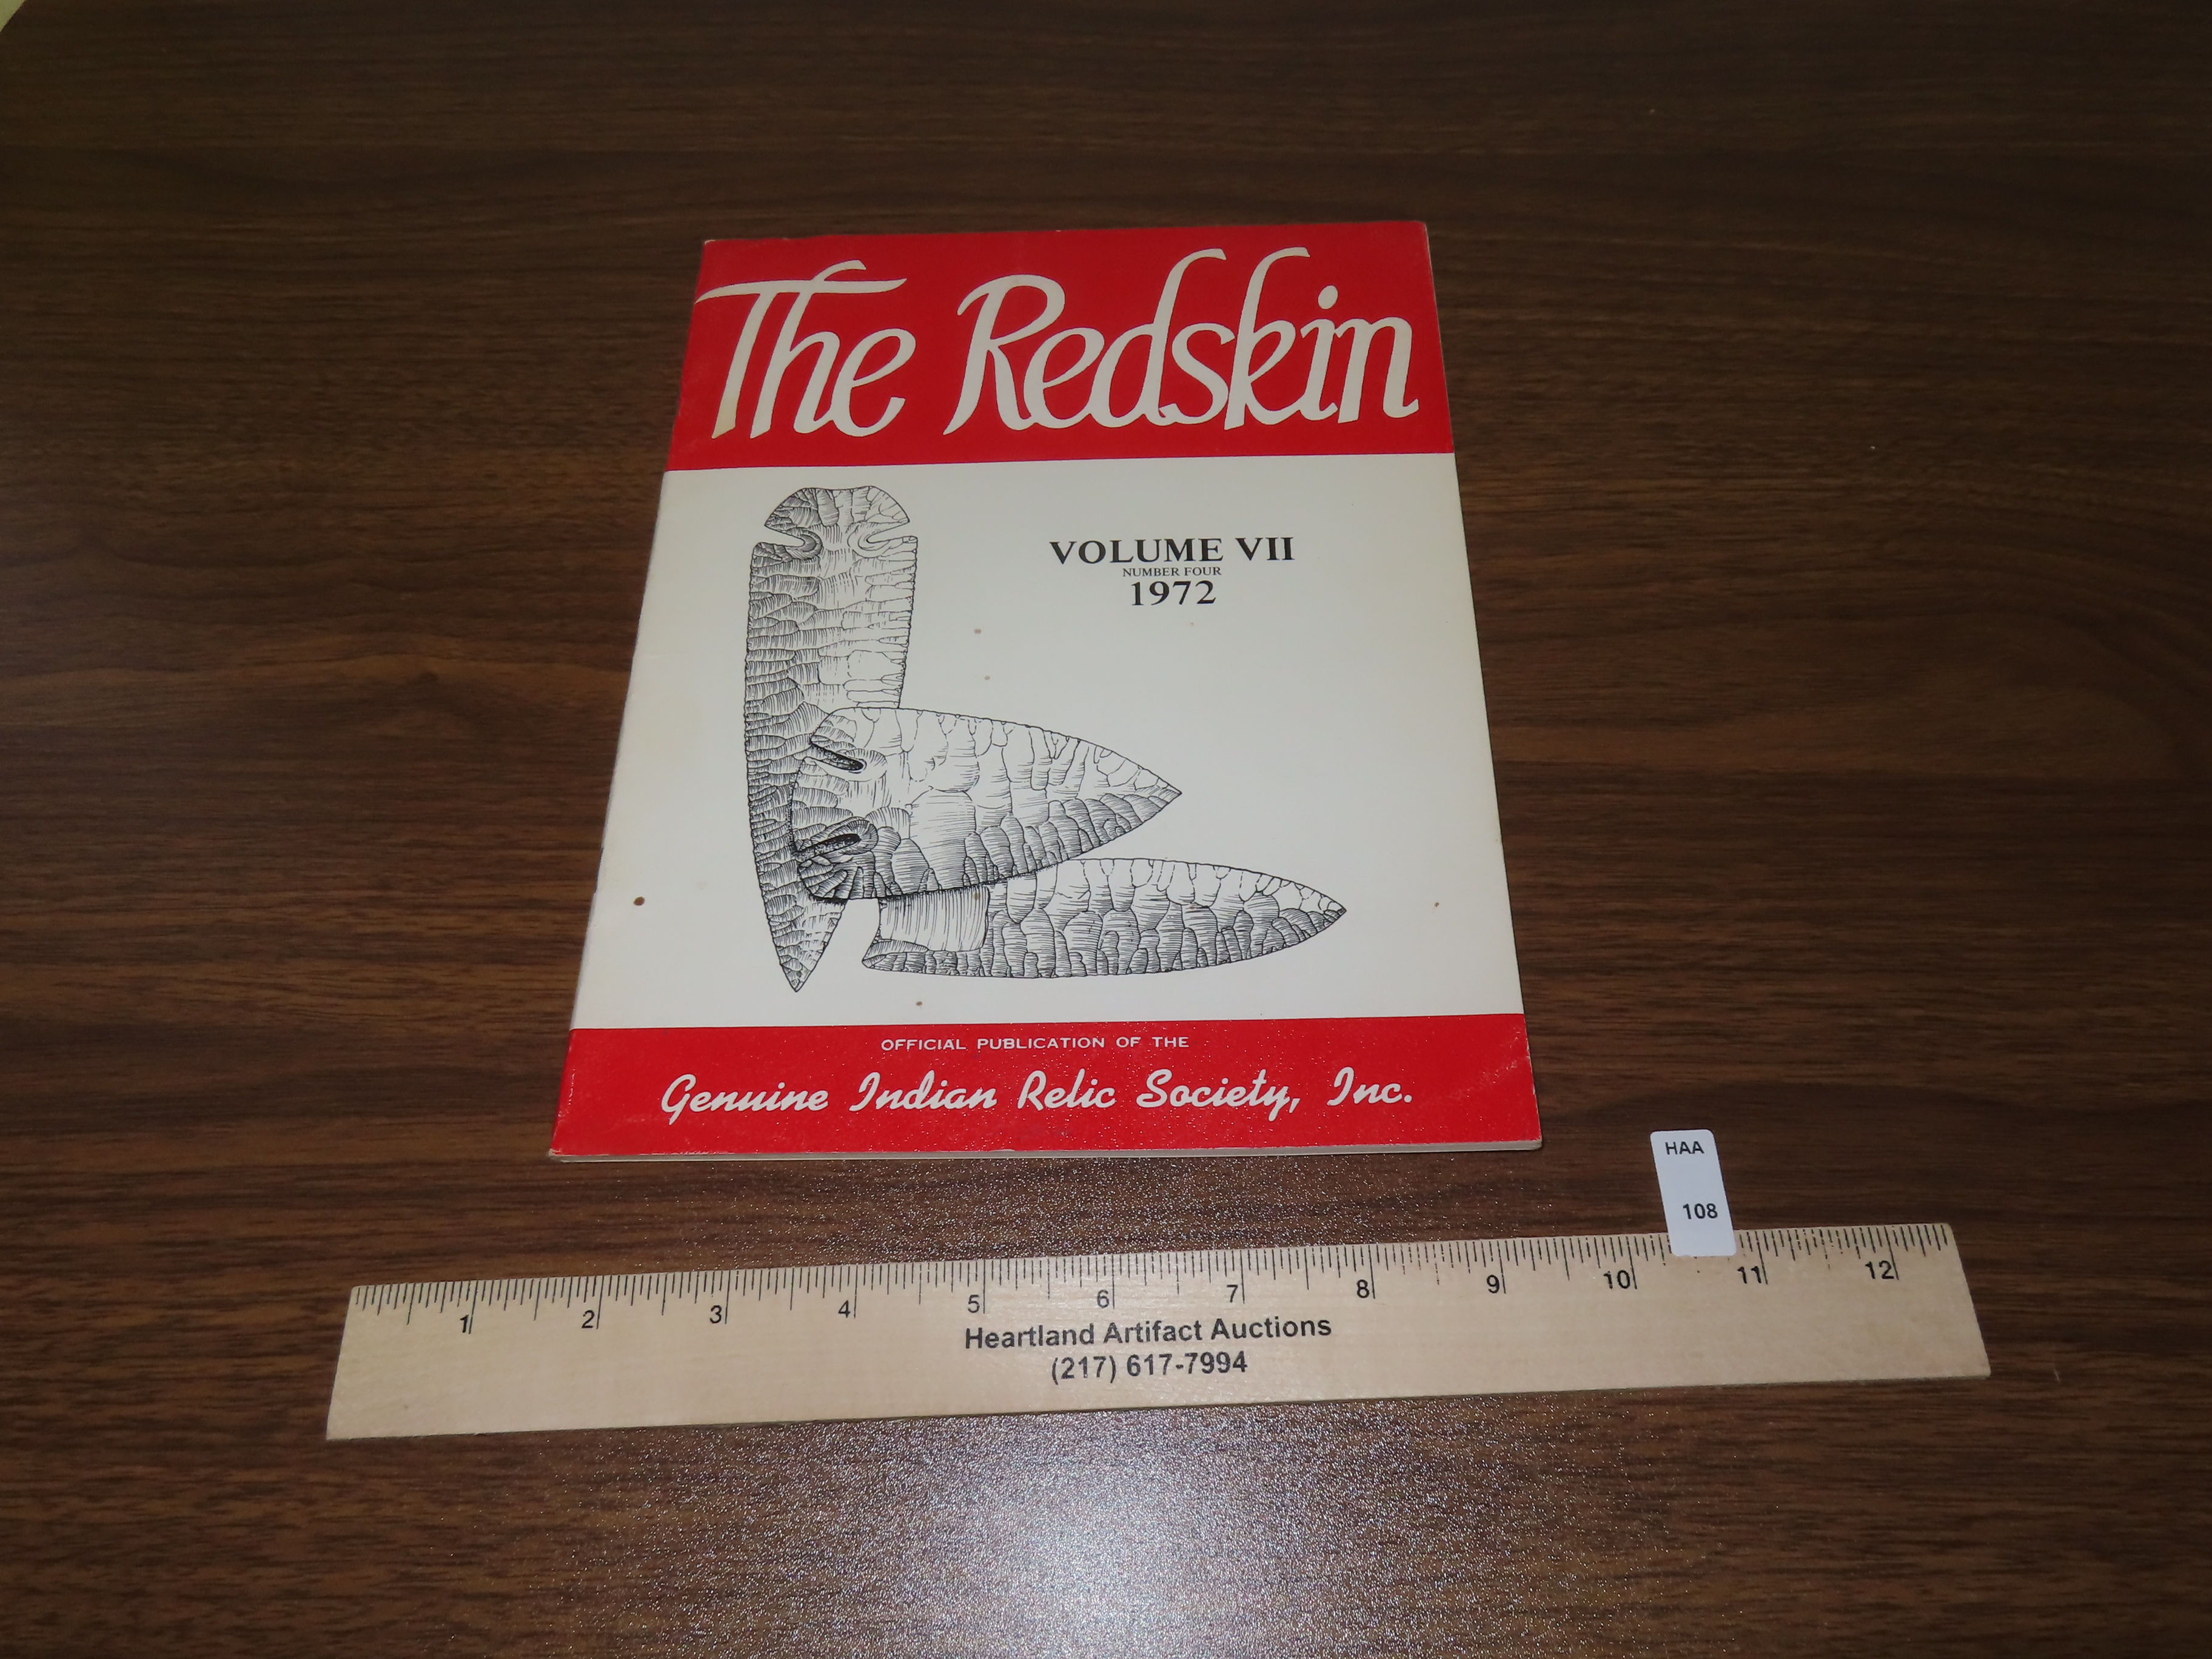 The Redskin
VOLUME VII
NUMBER FOUR
1972
OFFICIAL PUBLICATION OF THE
Genuine Indian Relic Society, Inc.
HAA
108
1 2 3 4 5 6 7 8 9 10 11 12
Heartland Artifact Auctions
(217) 617-7994